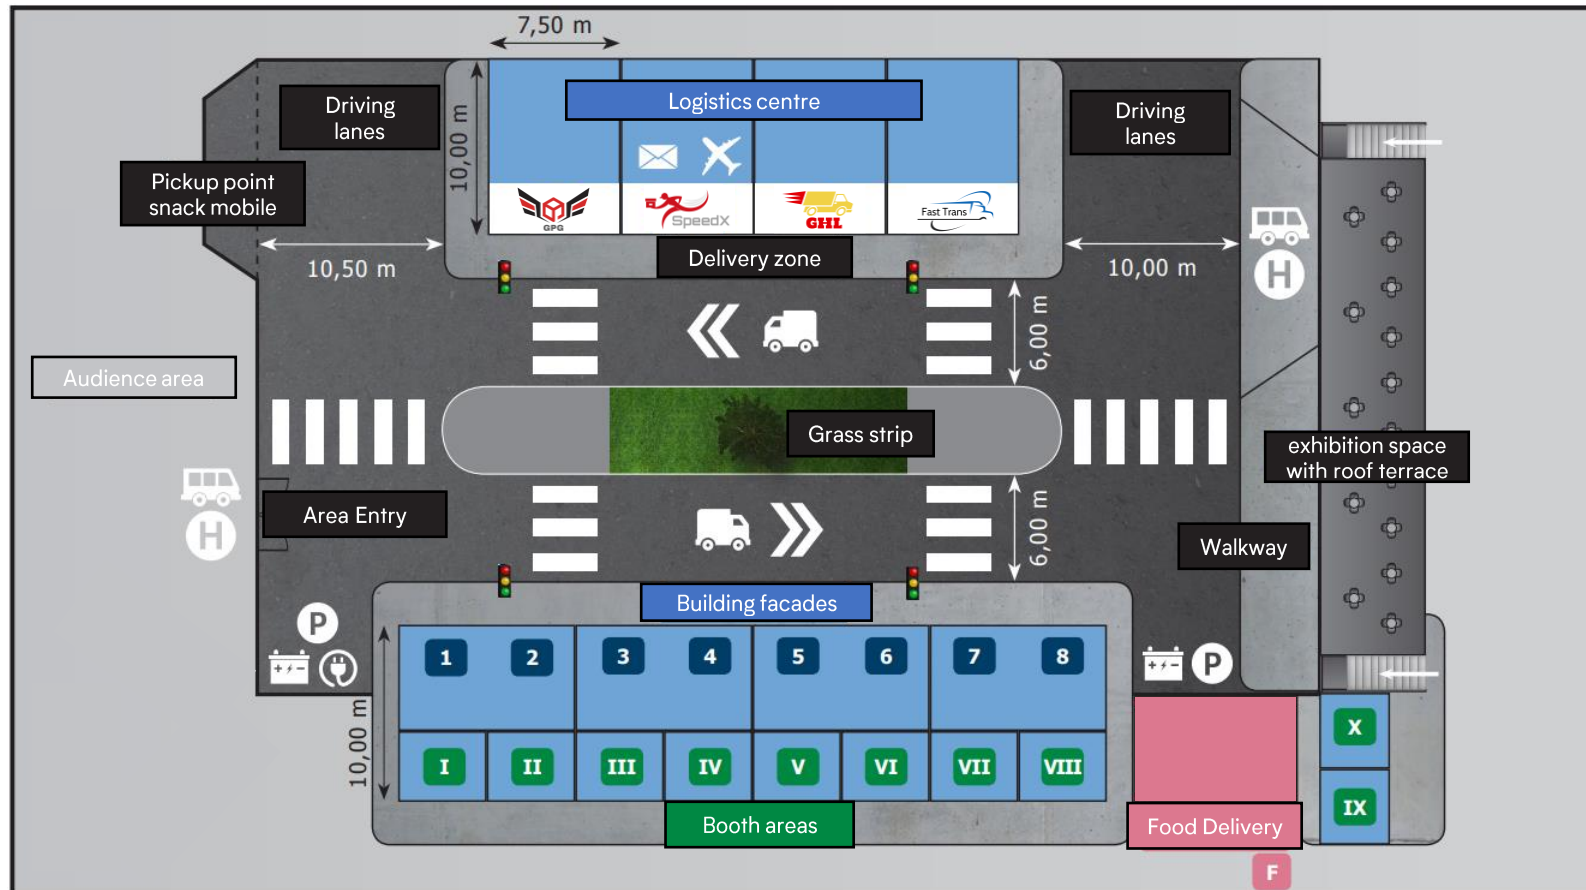 7,50 m
Driving
lanes
Logistics centre
Driving
lanes
10,00 m
Pickup point
snack mobile
GPG
SpeedX
GHL
Fast Trans
Delivery zone
10,50 m
10,00 m
H
6,00 m
Audience area
Grass strip
exhibition space
with roof terrace
Area Entry
H
6,00 m
Walkway
Building facades
P
P
1
2
3
4
5
6
7
8
10,00 m
I
II
III
IV
V
VI
VII
VIII
X
IX
Booth areas
Food Delivery
F